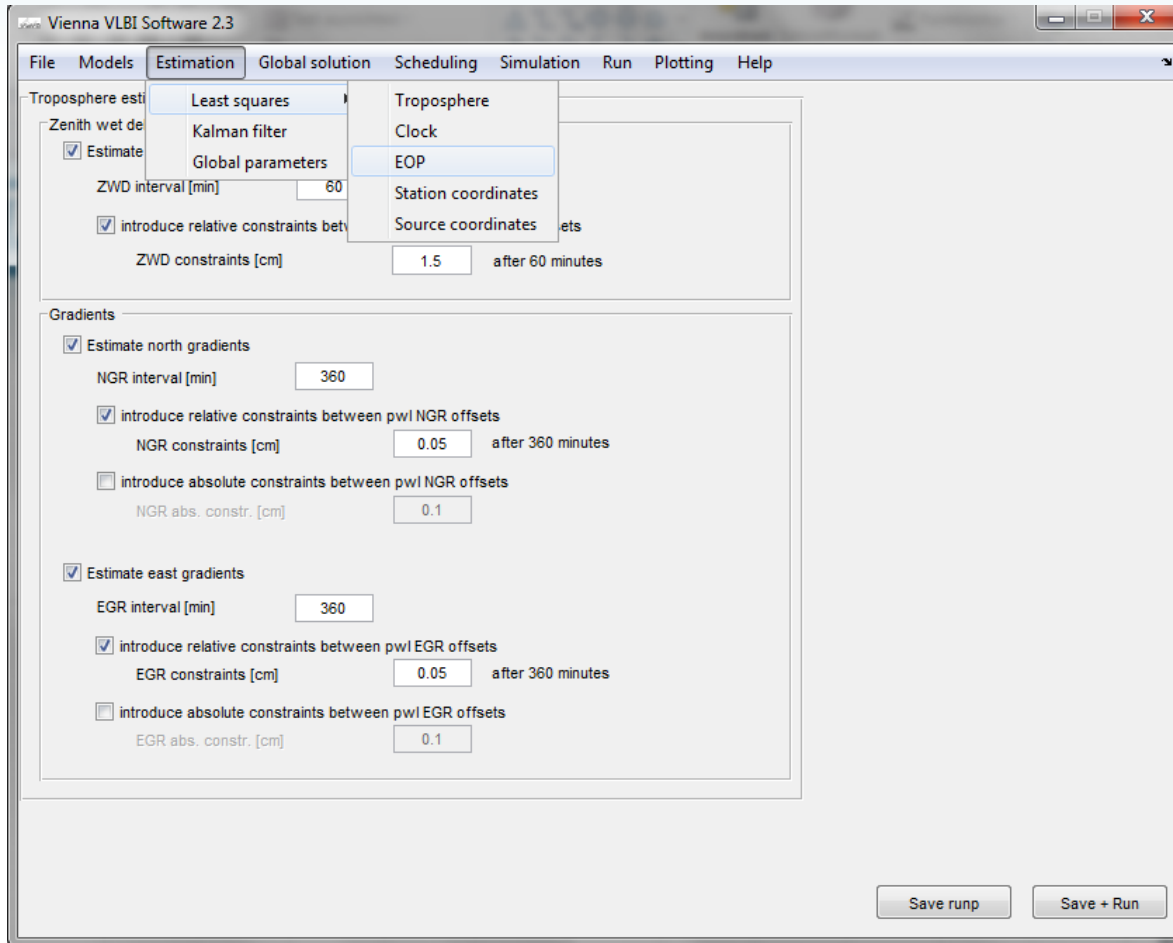 Vienna VLBI Software 2.3
File Models Estimation Global solution Scheduling Simulation Run Plotting Help
Troposphere esti
Least squares
Kalman filter
Global parameters
Troposphere
Clock
EOP
Station coordinates
Source coordinates
Zenith wet de
Estimate
ZWD interval [min] 60
introduce relative constraints betw ets
ZWD constraints [cm] 1.5 after 60 minutes
Gradients
Estimate north gradients
NGR interval [min] 360
introduce relative constraints between pwl NGR offsets
NGR constraints [cm] 0.05 after 360 minutes
introduce absolute constraints between pwl NGR offsets
NGR abs. constr. [cm] 0.1
Estimate east gradients
EGR interval [min] 360
introduce relative constraints between pwl EGR offsets
EGR constraints [cm] 0.05 after 360 minutes
introduce absolute constraints between pwl EGR offsets
EGR abs. constr. [cm] 0.1
Save runp Save + Run